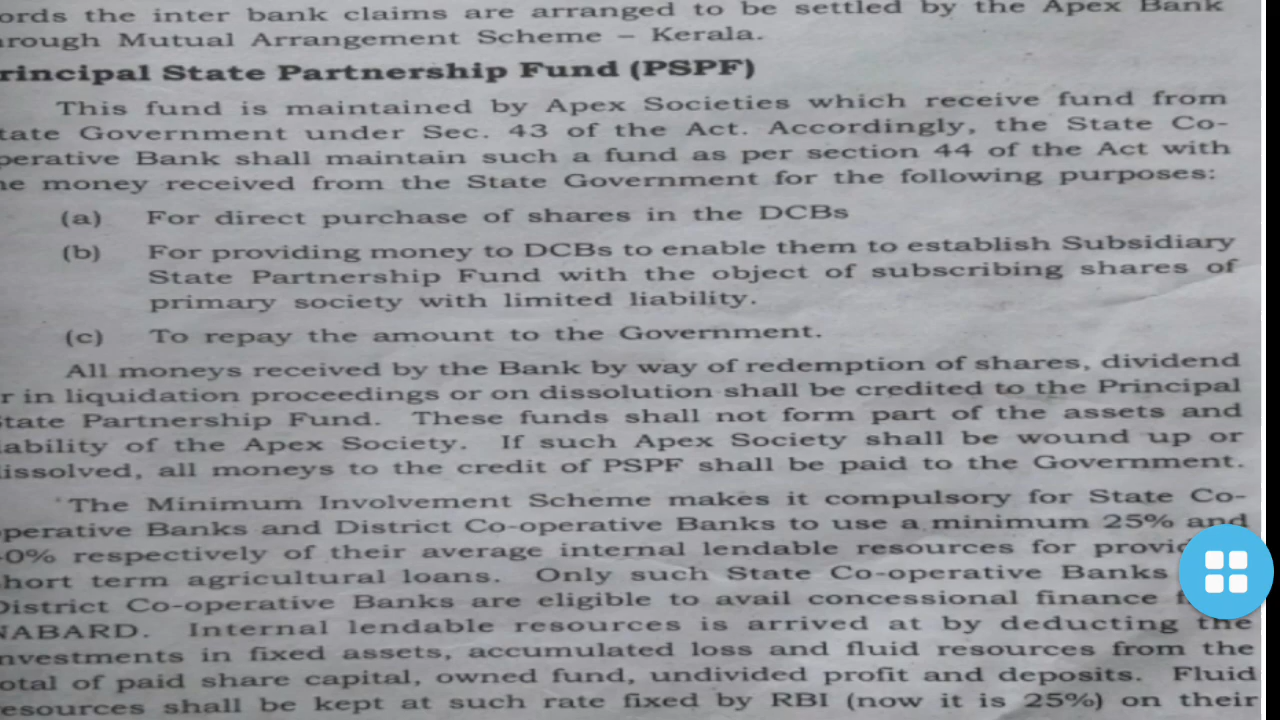 ords the inter bank claims are arranged to be settled by the Apex Bank
hrough Mutual Arrangement Scheme – Kerala.
rincipal State Partnership Fund (PSPF)
This fund is maintained by Apex Societies which receive fund from
tate Government under Sec. 43 of the Act. Accordingly, the State Co-
perative Bank shall maintain such a fund as per section 44 of the Act with
he money received from the State Government for the following purposes:
(a) For direct purchase of shares in the DCBs
(b) For providing money to DCBs to enable them to establish Subsidiary
State Partnership Fund with the object of subscribing shares of
primary society with limited liability.
(c) To repay the amount to the Government.
All moneys received by the Bank by way of redemption of shares, dividend
r in liquidation proceedings or on dissolution shall be credited to the Principal
State Partnership Fund. These funds shall not form part of the assets and
iability of the Apex Society. If such Apex Society shall be wound up or
dissolved, all moneys to the credit of PSPF shall be paid to the Government.
The Minimum Involvement Scheme makes it compulsory for State Co-
operative Banks and District Co-operative Banks to use a minimum 25% and
0% respectively of their average internal lendable resources for provid
hort term agricultural loans. Only such State Co-operative Banks
District Co-operative Banks are eligible to avail concessional finance f
NABARD. Internal lendable resources is arrived at by deducting the
nvestments in fixed assets, accumulated loss and fluid resources from the
otal of paid share capital, owned fund, undivided profit and deposits. Fluid
esources shall be kept at such rate fixed by RBI (now it is 25%) on their